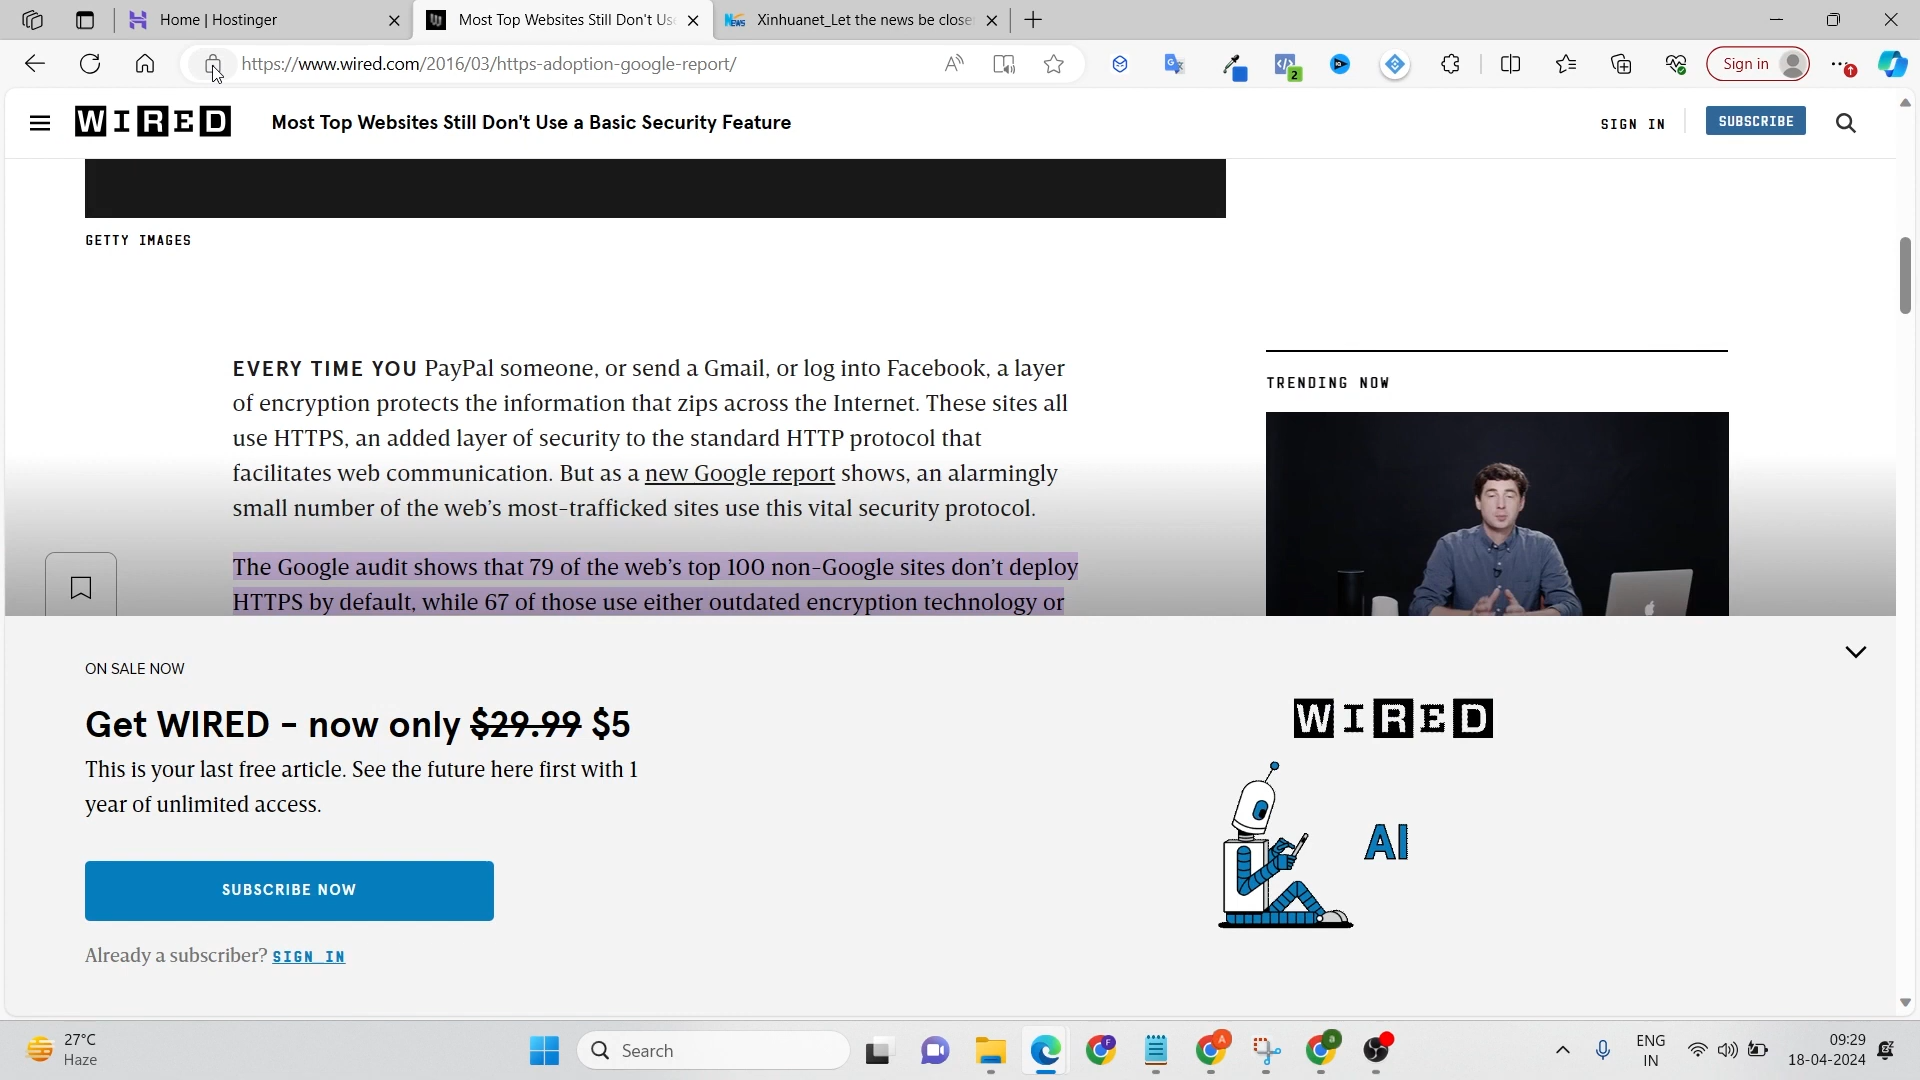 Home | Hostinger
Most Top Websites Still Don't Us
NEWS
Xinhuanet_Let the news be close
https://www.wired.com/2016/03/https-adoption-google-report/
2
Sign in
WIRED
Most Top Websites Still Don't Use a Basic Security Feature
SIGN IN
SUBSCRIBE
GETTY IMAGES
EVERY TIME YOU PayPal someone, or send a Gmail, or log into Facebook, a layer
of encryption protects the information that zips across the Internet. These sites all
use HTTPS, an added layer of security to the standard HTTP protocol that
facilitates web communication. But as a new Google report shows, an alarmingly
small number of the web's most-trafficked sites use this vital security protocol.
The Google audit shows that 79 of the web's top 100 non-Google sites don't deploy
HTTPS by default, while 67 of those use either outdated encryption technology or
TRENDING NOW
ON SALE NOW
Get WIRED - now only $29.99 $5
This is your last free article. See the future here first with 1
year of unlimited access.
SUBSCRIBE NOW
Already a subscriber? SIGN IN
WIRED
AI
27°C
Haze
Search
ENG
IN
09:29
18-04-2024